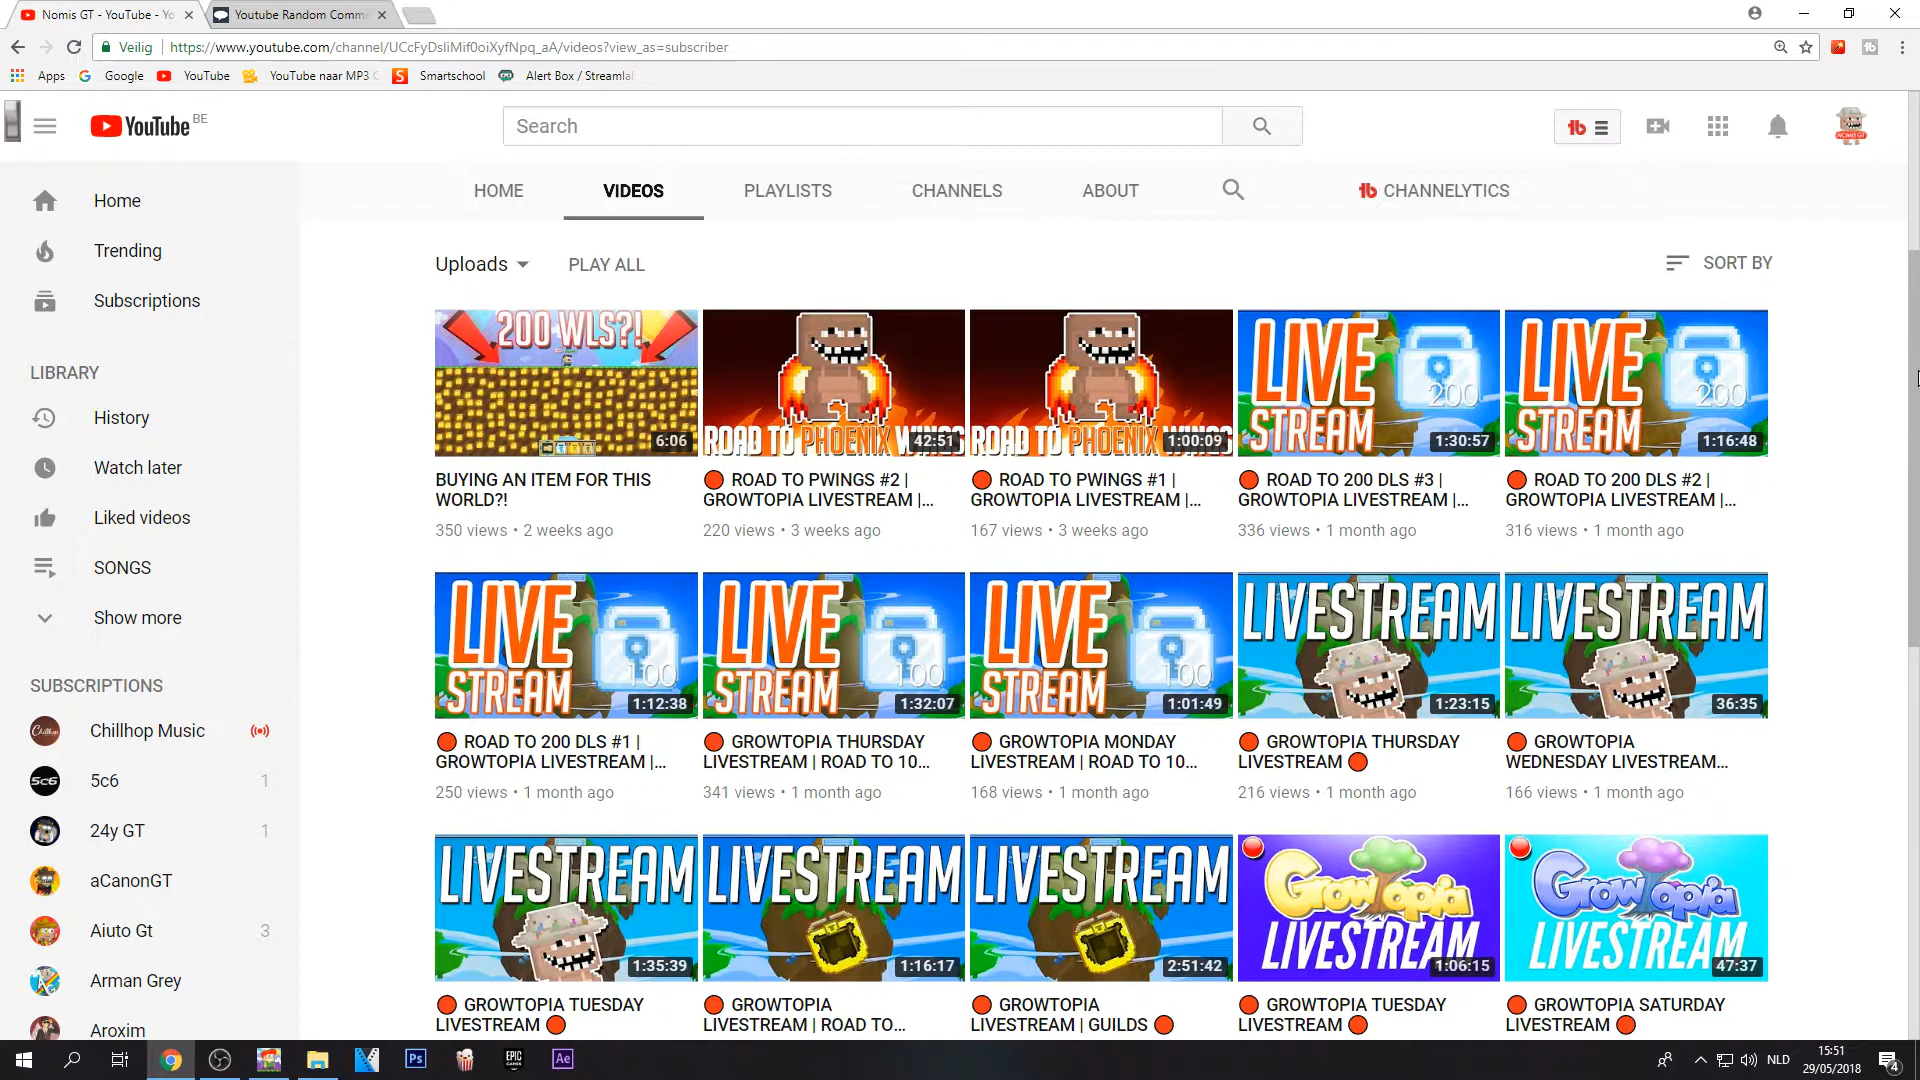 Nomis GT - YouTube - Yo
Youtube Random Comme
Veilig
https://www.youtube.com/channel/UCcFyDsliMif0oiXyfNpq_aA/videos?view_as=subscriber
Apps
Google
YouTube
YouTube naar MP3 C
Smartschool
Alert Box / Streamlal
YouTube BE
Search
HOME
VIDEOS
PLAYLISTS
CHANNELS
ABOUT
CHANNELYTICS
Home
Trending
Subscriptions
LIBRARY
History
Watch later
Liked videos
SONGS
Show more
SUBSCRIPTIONS
Chillhop Music
5c6 1
24y GT 1
aCanonGT
Aiuto Gt 3
Arman Grey
Aroxim
Uploads
PLAY ALL
SORT BY
200 WLS?!
6:06
BUYING AN ITEM FOR THIS
WORLD?!
350 views • 2 weeks ago
ROAD TO PHOENIX WINGS
42:51
ROAD TO PWINGS #2 |
GROWTOPIA LIVESTREAM |...
220 views • 3 weeks ago
ROAD TO PHOENIX WINGS
1:00:09
ROAD TO PWINGS #1 |
GROWTOPIA LIVESTREAM |...
167 views • 3 weeks ago
LIVE
STREAM
200
1:30:57
ROAD TO 200 DLS #3 |
GROWTOPIA LIVESTREAM |...
336 views • 1 month ago
LIVE
STREAM
200
1:16:48
ROAD TO 200 DLS #2 |
GROWTOPIA LIVESTREAM |...
316 views • 1 month ago
LIVE
STREAM
100
1:12:38
ROAD TO 200 DLS #1 |
GROWTOPIA LIVESTREAM |...
250 views • 1 month ago
LIVE
STREAM
100
1:32:07
GROWTOPIA THURSDAY
LIVESTREAM | ROAD TO 10...
341 views • 1 month ago
LIVE
STREAM
100
1:01:49
GROWTOPIA MONDAY
LIVESTREAM | ROAD TO 10...
168 views • 1 month ago
LIVESTREAM
1:23:15
GROWTOPIA THURSDAY
LIVESTREAM
216 views • 1 month ago
LIVESTREAM
36:35
GROWTOPIA
WEDNESDAY LIVESTREAM...
166 views • 1 month ago
LIVESTREAM
1:35:39
GROWTOPIA TUESDAY
LIVESTREAM
LIVESTREAM
1:16:17
GROWTOPIA
LIVESTREAM | ROAD TO...
LIVESTREAM
2:51:42
GROWTOPIA
LIVESTREAM | GUILDS
Growtopia
LIVESTREAM
1:06:15
GROWTOPIA TUESDAY
LIVESTREAM
Growtopia
LIVESTREAM
47:37
GROWTOPIA SATURDAY
LIVESTREAM
Ps
EPIC
GAMES
Ae
NLD
15:51
29/05/2018
4